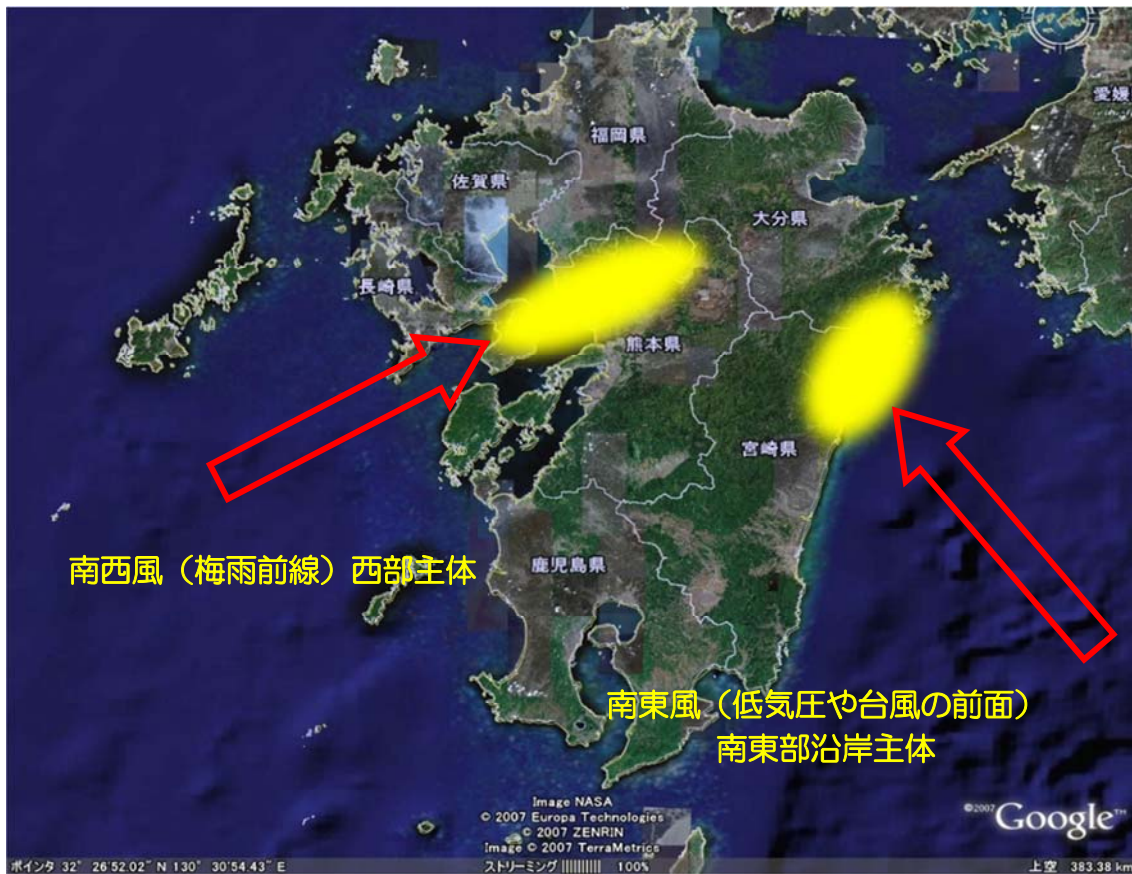 愛媛
福岡県
佐賀県
大分県
長崎県
熊本県
宮崎県
南西風(梅雨前線)西部主体
鹿児島県
南東風(低気圧や台風の前面)
南東部沿岸主体
Image NASA
© 2007 Europa Technologies
© 2007 ZENRIN
Image © 2007 TerraMetrics
©2007 Google™
ポインタ 32° 26'52.02" N 130° 30'54.43" E
ストリーミング |||||||||| 100%
上空 383.38 km